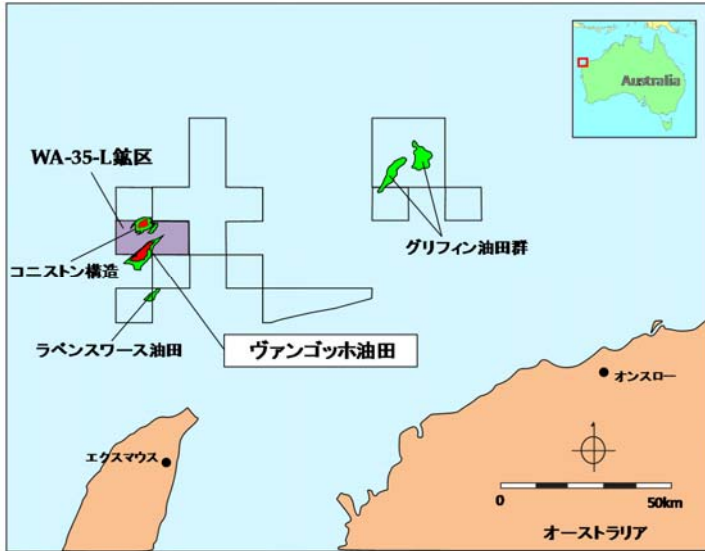 Australia
WA-35-L鉱区
グリフィン油田群
コニストン構造
ラベンスワース油田
ヴァンゴッホ油田
オンスロー
エクスマウス
0
50km
オーストラリア